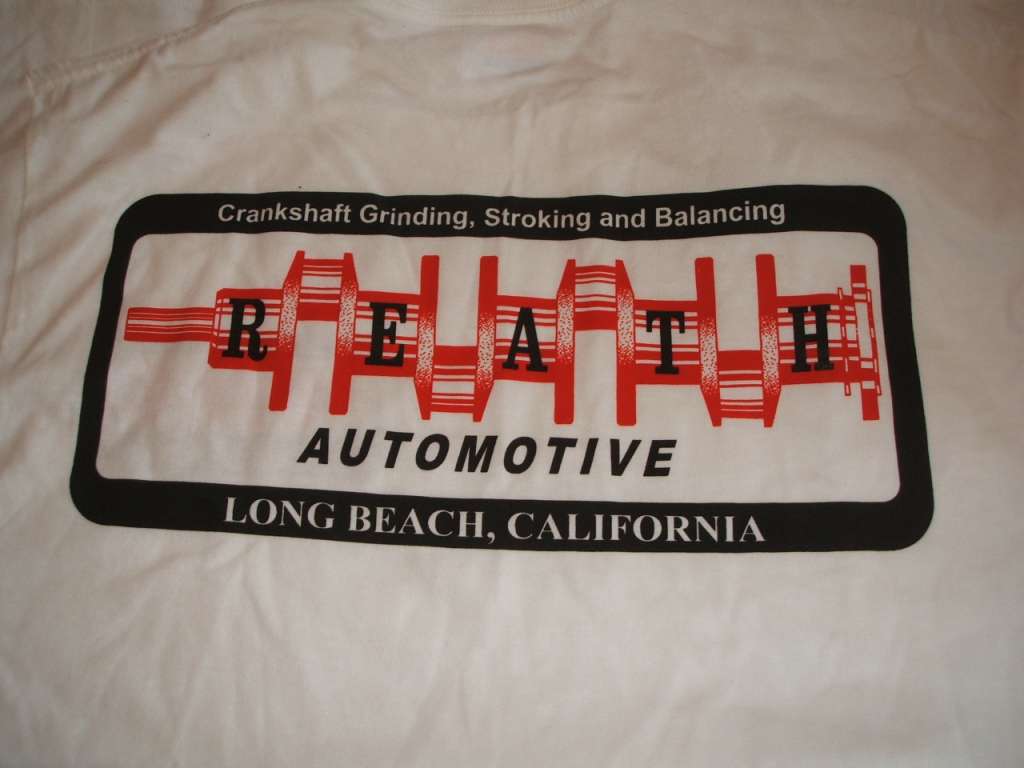 Crankshaft Grinding, Stroking and Balancing
REATH
AUTOMOTIVE
LONG BEACH, CALIFORNIA